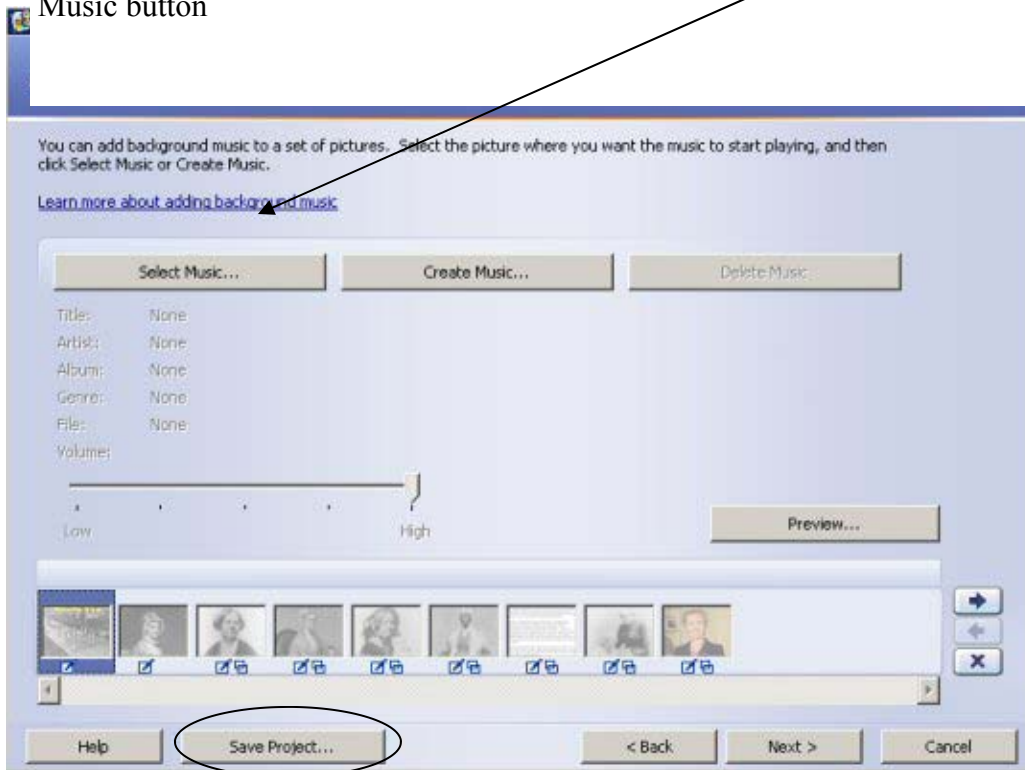 Music button
You can add background music to a set of pictures. Select the picture where you want the music to start playing, and then
click Select Music or Create Music.
Learn more about adding background music
Select Music... Create Music... Delete Music
Title: None
Artist: None
Album: None
Genre: None
File: None
Volume:
Low High
Preview...
Help Save Project... < Back Next > Cancel